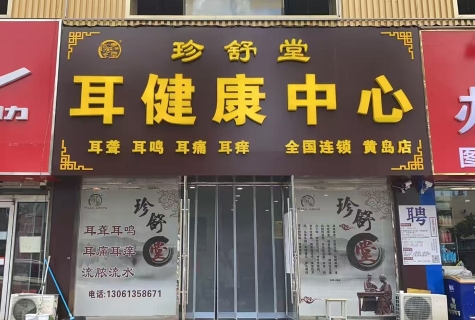 珍舒堂
耳健康中心
耳聋 耳鸣 耳痛 耳痒 全国连锁 黄岛店
珍舒堂
耳聋耳鸣
耳痛耳痒
流脓流水
电话:13061358671
珍舒堂
聘
力